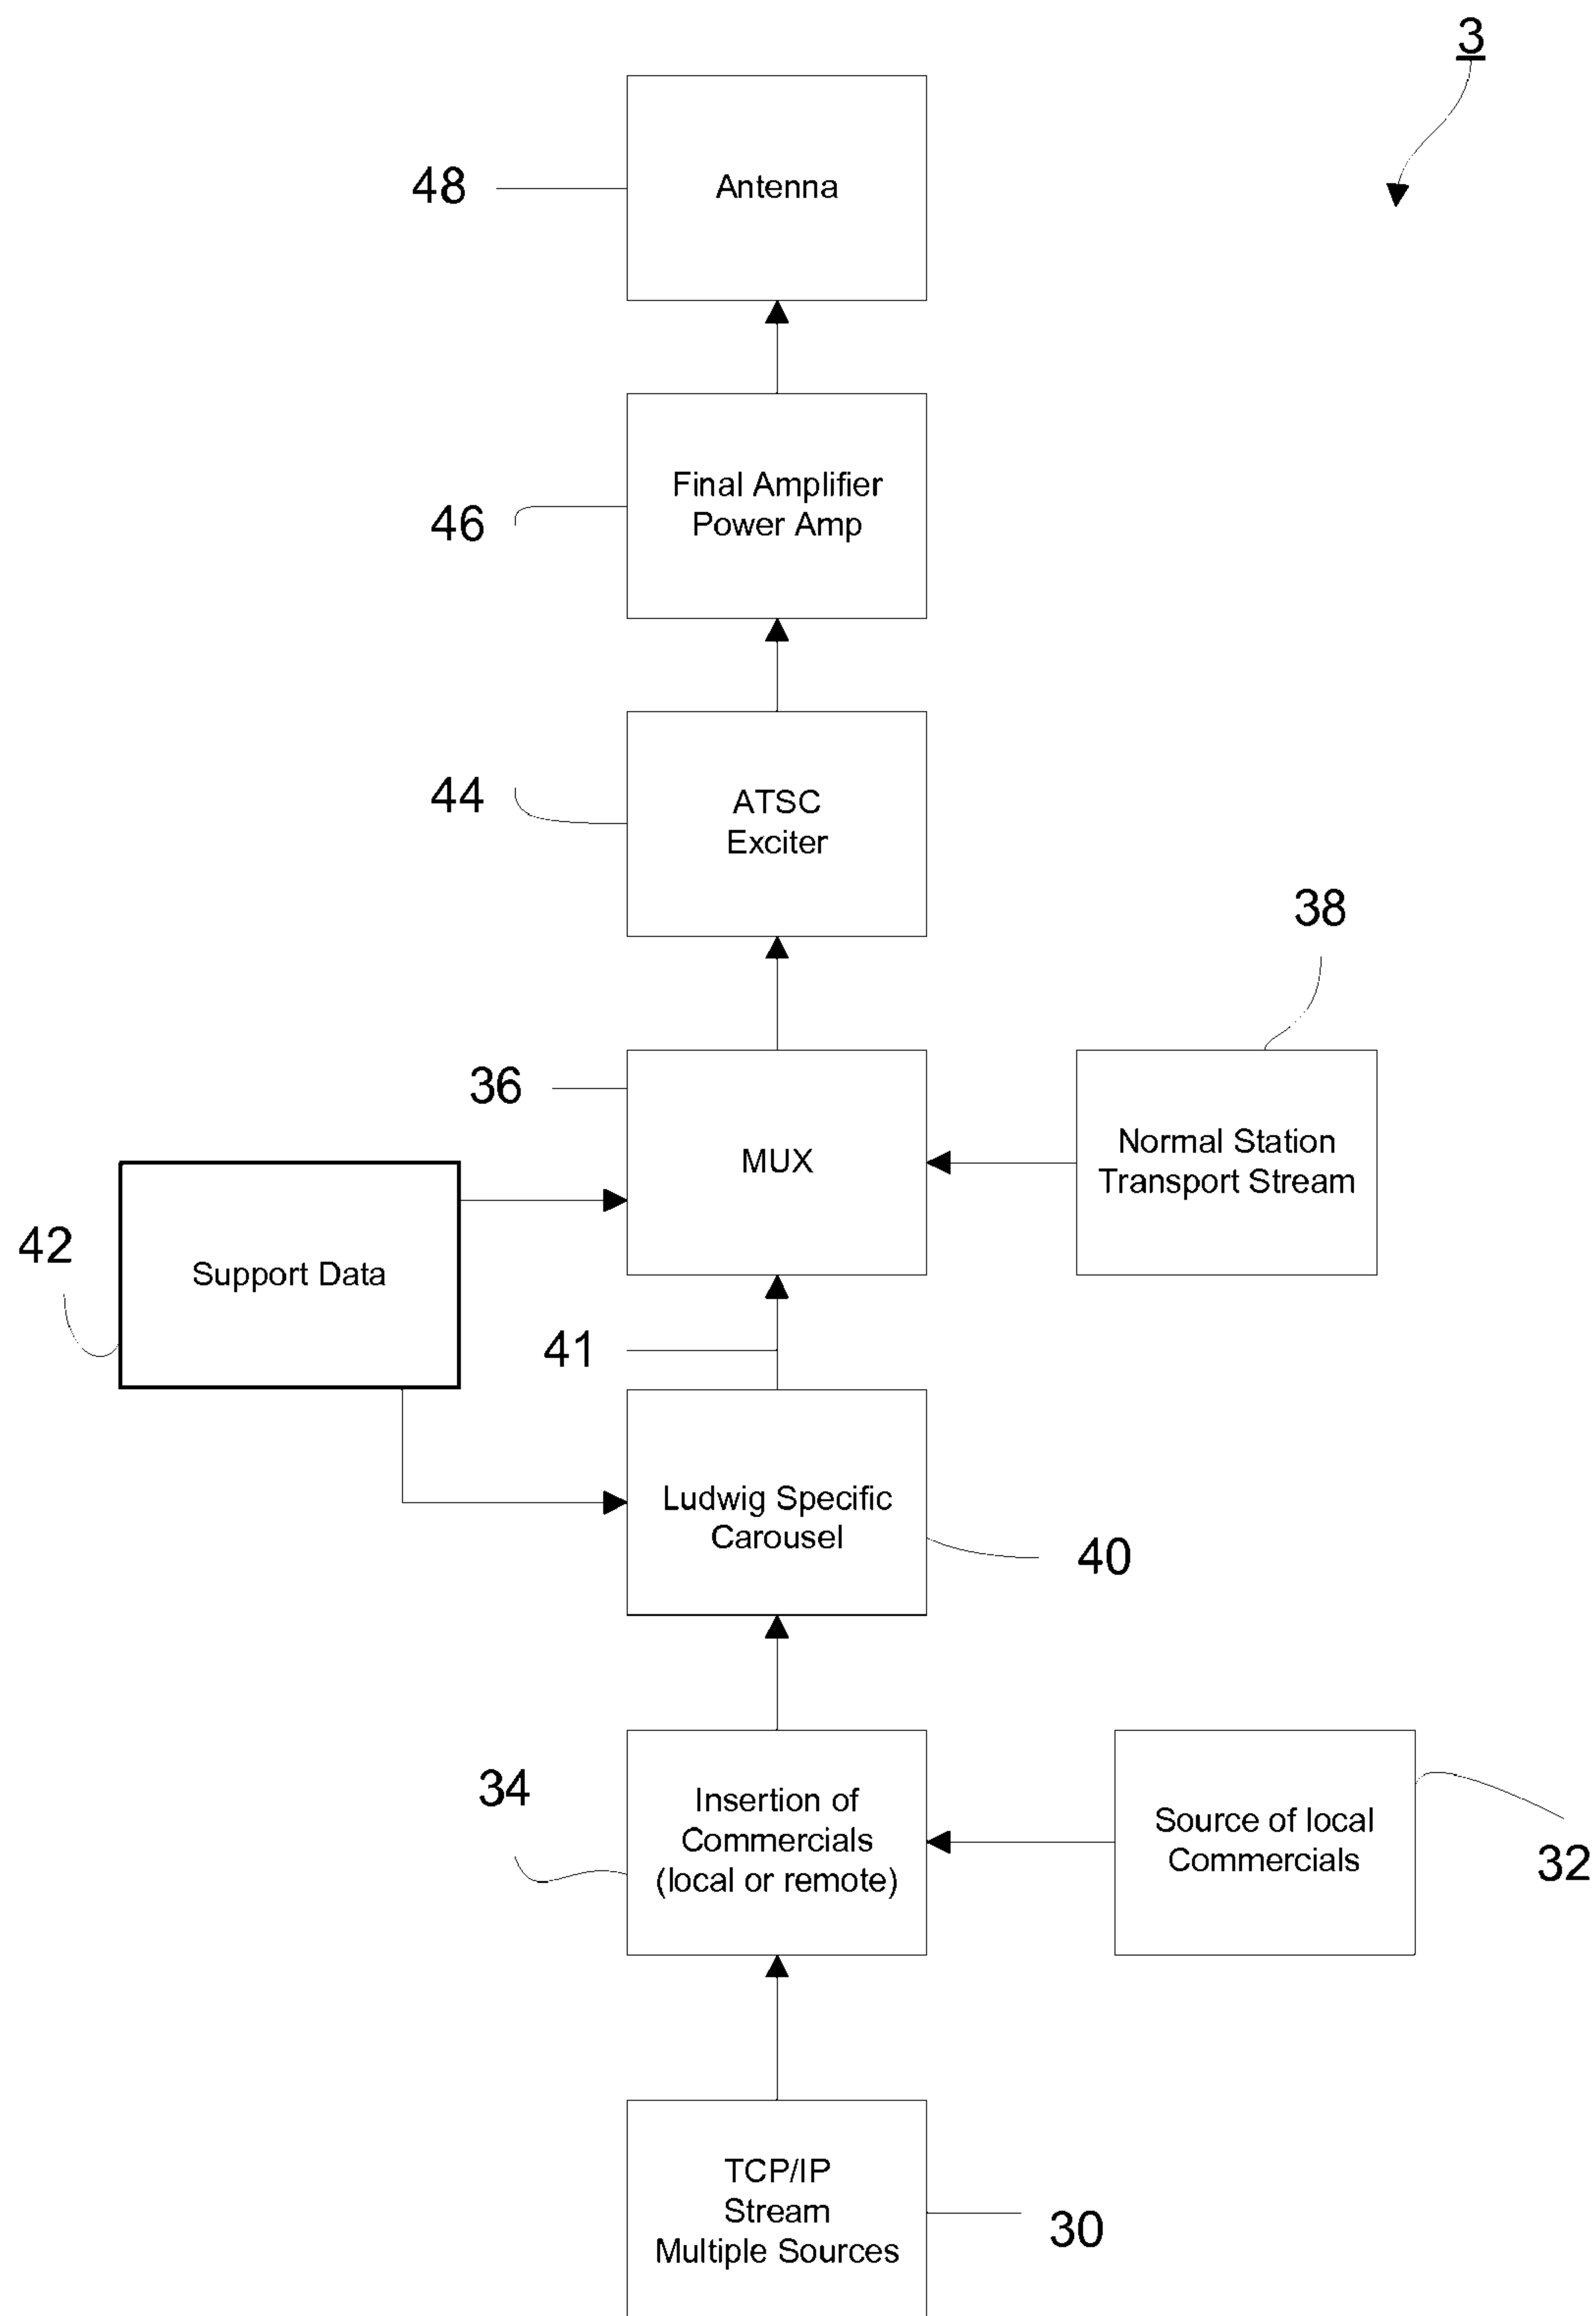 3
48
Antenna
Final Amplifier
Power Amp
46
44
ATSC
Exciter
38
36
MUX
Normal Station
Transport Stream
42
Support Data
41
Ludwig Specific
Carousel
40
34
Insertion of
Commercials
(local or remote)
Source of local
Commercials
32
TCP/IP
Stream
Multiple Sources
30